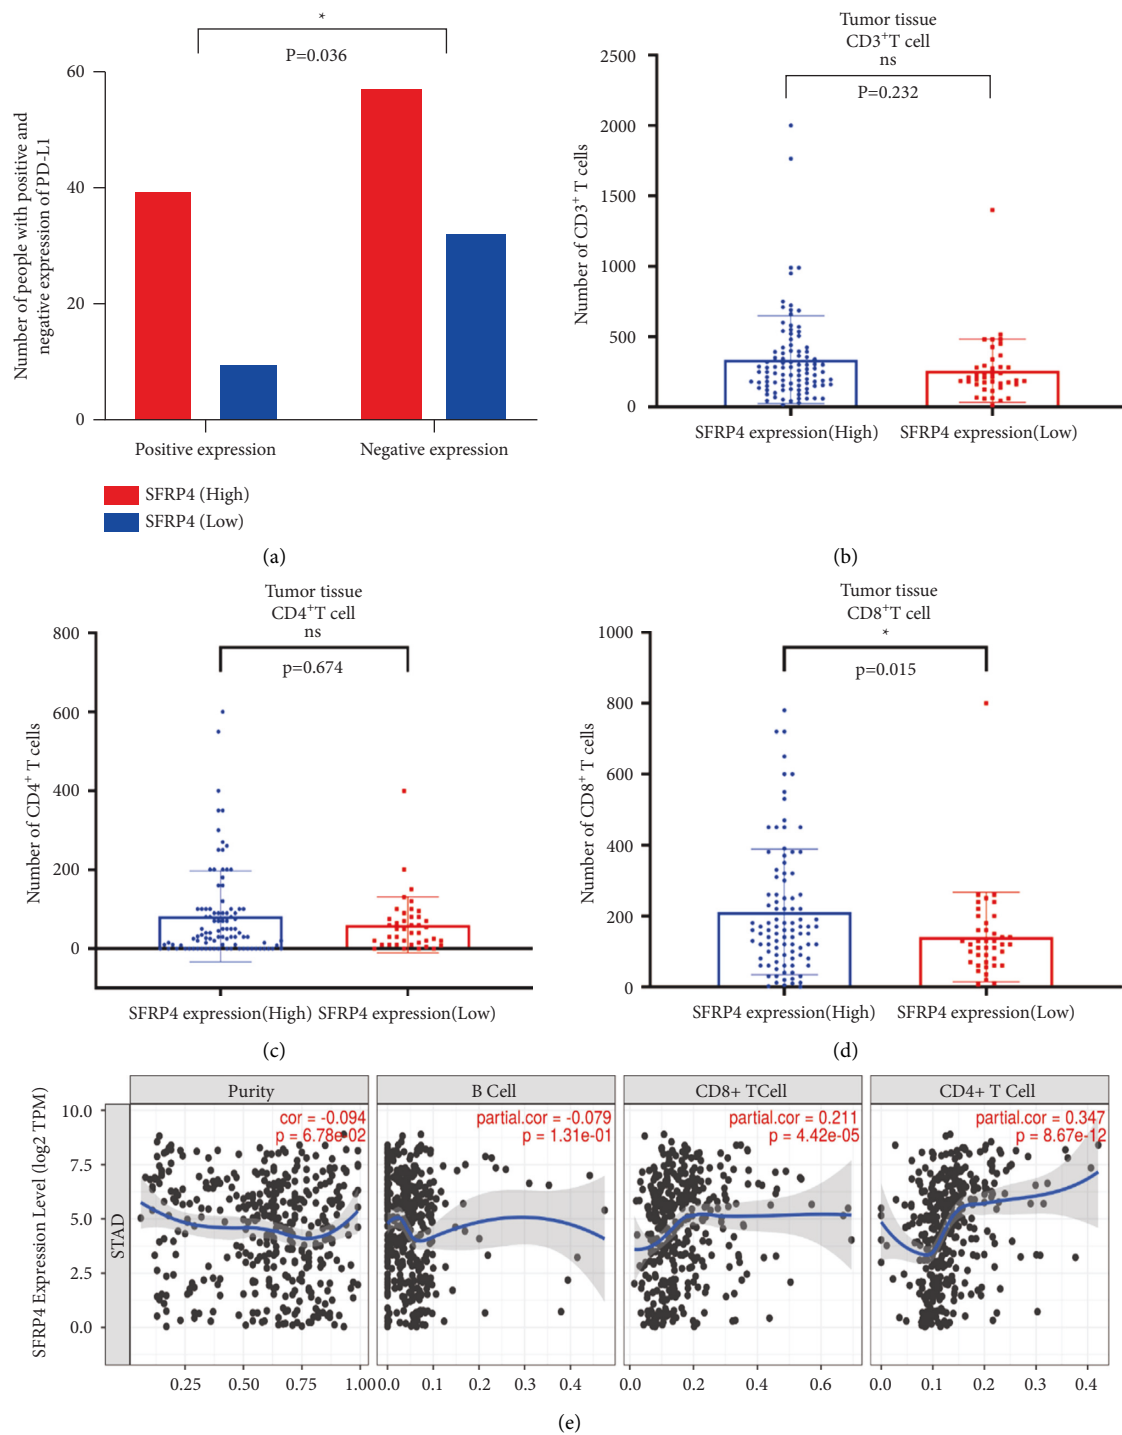 *
P=0.036
60
40
20
0
Number of people with positive and
negative expression of PD-L1
Positive expression
Negative expression
SFRP4 (High)
SFRP4 (Low)
(a)
Tumor tissue
CD3⁺T cell
ns
P=0.232
2500
2000
1500
1000
500
0
Number of CD3⁺ T cells
SFRP4 expression(High)
SFRP4 expression(Low)
(b)
Tumor tissue
CD4⁺T cell
ns
p=0.674
800
600
400
200
0
Number of CD4⁺ T cells
SFRP4 expression(High)
SFRP4 expression(Low)
(c)
Tumor tissue
CD8⁺T cell
*
p=0.015
1000
800
600
400
200
0
Number of CD8⁺ T cells
SFRP4 expression(High)
SFRP4 expression(Low)
(d)
SFRP4 Expression Level (log2 TPM)
STAD
10.0
7.5
5.0
2.5
0.0
Purity
cor = -0.094
p = 6.78e-02
0.25 0.50 0.75 1.00
B Cell
partial.cor = -0.079
p = 1.31e-01
0.0 0.1 0.2 0.3 0.4
CD8+ TCell
partial.cor = 0.211
p = 4.42e-05
0.0 0.2 0.4 0.6
CD4+ T Cell
partial.cor = 0.347
p = 8.67e-12
0.0 0.1 0.2 0.3 0.4
(e)